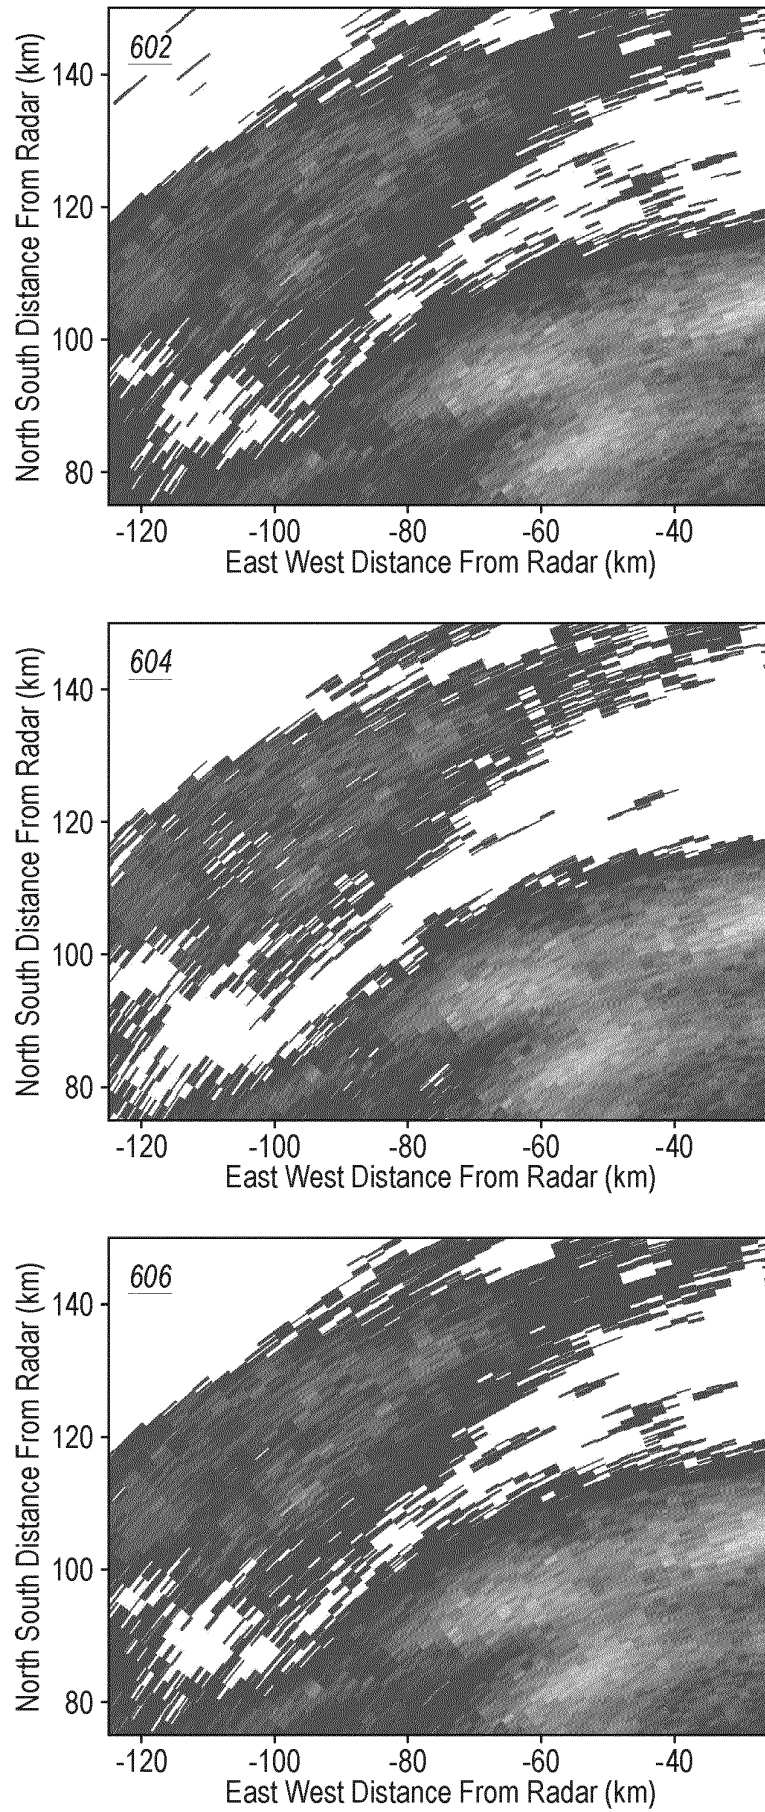 602
140
120
100
80
North South Distance From Radar (km)
-120 -100 -80 -60 -40
East West Distance From Radar (km)
604
140
120
100
80
North South Distance From Radar (km)
-120 -100 -80 -60 -40
East West Distance From Radar (km)
606
140
120
100
80
North South Distance From Radar (km)
-120 -100 -80 -60 -40
East West Distance From Radar (km)